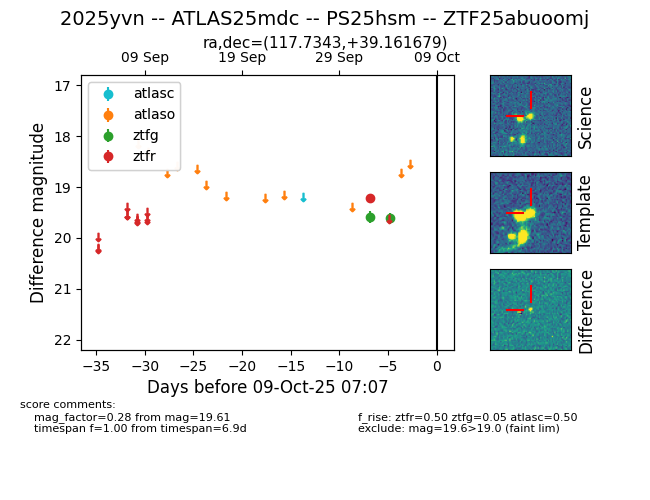 2025yvn -- ATLAS25mdc -- PS25hsm -- ZTF25abuoomj
ra,dec=(117.7343,+39.161679)
09 Sep 19 Sep 29 Sep 09 Oct
atlasc
atlaso
ztfg
ztfr
17
18
19
20
21
22
Difference magnitude
−35 −30 −25 −20 −15 −10 −5 0
Days before 09-Oct-25 07:07
Science
Template
Difference
score comments:
mag_factor=0.28 from mag=19.61
timespan f=1.00 from timespan=6.9d
f_rise: ztfr=0.50 ztfg=0.05 atlasc=0.50
exclude: mag=19.6>19.0 (faint lim)